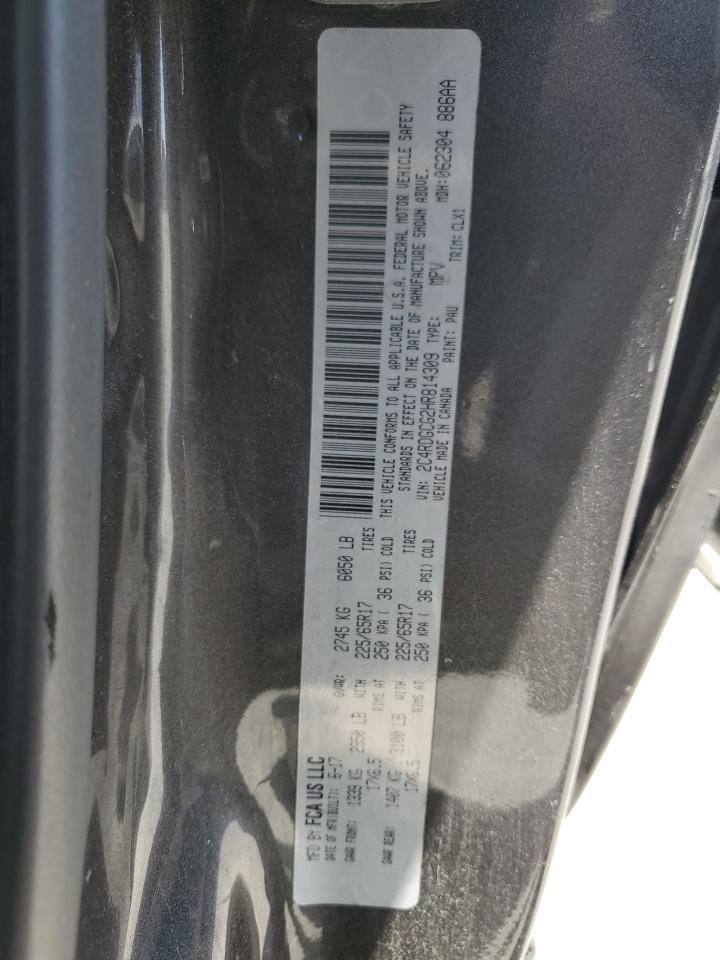 MFD BY FCA US LLC
DATE OF MFR(BUILT): 6-17 GVWR: 2745 KG 6050 LB
GAWR FRONT: 1339 KG 2950 LB WITH 225/65R17 TIRES
17X6.5 RIMS AT 250 KPA ( 36 PSI) COLD
GAWR REAR: 1407 KG 3100 LB WITH 225/65R17 TIRES
17X6.5 RIMS AT 250 KPA ( 36 PSI) COLD
THIS VEHICLE CONFORMS TO ALL APPLICABLE U.S.A. FEDERAL MOTOR VEHICLE SAFETY
STANDARDS IN EFFECT ON THE DATE OF MANUFACTURE SHOWN ABOVE.
VIN: 2C4RDGCG2HR814309 TYPE: MPV MDH:062304 886AA
VEHICLE MADE IN CANADA PAINT: PAU TRIM: CLX1